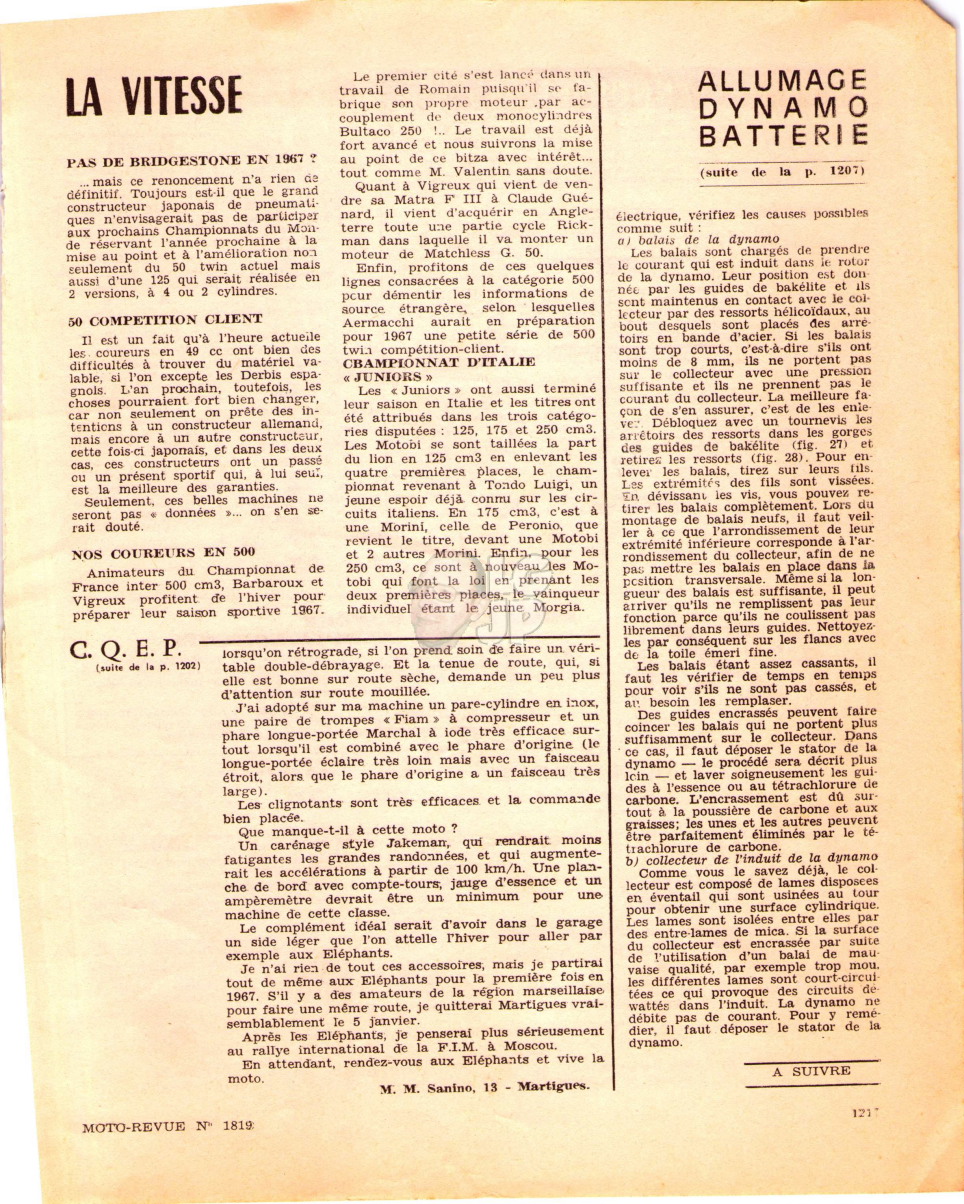 LA VITESSE
PAS DE BRIDGESTONE EN 1967 ?
... mais ce renoncement n'a rien de
définitif. Toujours est-il que le grand
constructeur japonais de pneumati-
ques n'envisagerait pas de participer
aux prochains Championnats du Mon-
de réservant l'année prochaine à la
mise au point et à l'amélioration non
seulement du 50 twin actuel mais
aussi d'une 125 qui serait réalisée en
2 versions, à 4 ou 2 cylindres.
50 COMPETITION CLIENT
Il est un fait qu'à l'heure actuelle
les coureurs en 49 cc ont bien des
difficultés à trouver du matériel va-
lable, si l'on excepte les Derbis espa-
gnols. L'an prochain, toutefois, les
choses pourraient fort bien changer,
car non seulement on prête des in-
tentions à un constructeur allemand,
mais encore à un autre constructeur,
cette fois-ci japonais, et dans les deux
cas, ces constructeurs ont un passé
ou un présent sportif qui, à lui seul,
est la meilleure des garanties.
Seulement, ces belles machines ne
seront pas « données »... on s'en se-
rait douté.
NOS COUREURS EN 500
Animateurs du Championnat de
France inter 500 cm3, Barbaroux et
Vigreux profitent de l'hiver pour
préparer leur saison sportive 1967.
Le premier cité s'est lancé dans un
travail de Romain puisqu'il se fa-
brique son propre moteur par ac-
couplement de deux monocylindres
Bultaco 250 !.. Le travail est déjà
fort avancé et nous suivrons la mise
au point de ce bitza avec intérêt...
tout comme M. Valentin sans doute.
Quant à Vigreux qui vient de ven-
dre sa Matra F III à Claude Gué-
nard, il vient d'acquérir en Angle-
terre toute une partie cycle Rick-
man dans laquelle il va monter un
moteur de Matchless G. 50.
Enfin, profitons de ces quelques
lignes consacrées à la catégorie 500
pour démentir les informations de
source étrangère, selon lesquelles
Aermacchi aurait en préparation
pour 1967 une petite série de 500
twin compétition-client.
CBAMPIONNAT D'ITALIE
« JUNIORS »
Les « Juniors » ont aussi terminé
leur saison en Italie et les titres ont
été attribués dans les trois catégo-
ries disputées : 125, 175 et 250 cm3.
Les Motobi se sont taillées la part
du lion en 125 cm3 en enlevant les
quatre premières places, le cham-
pionnat revenant à Tondo Luigi, un
jeune espoir déjà connu sur les cir-
cuits italiens. En 175 cm3, c'est à
une Morini, celle de Peronio, que
revient le titre, devant une Motobi
et 2 autres Morini. Enfin, pour les
250 cm3, ce sont à nouveau les Mo-
tobi qui font la loi en prenant les
deux premières places, le vainqueur
individuel étant le jeune Morgia.
C. Q. E. P.
(suite de la p. 1202)
lorsqu'on rétrograde, si l'on prend soin de faire un véri-
table double-débrayage. Et la tenue de route, qui, si
elle est bonne sur route sèche, demande un peu plus
d'attention sur route mouillée.
J'ai adopté sur ma machine un pare-cylindre en inox,
une paire de trompes « Fiam » à compresseur et un
phare longue-portée Marchal à iode très efficace sur-
tout lorsqu'il est combiné avec le phare d'origine (le
longue-portée éclaire très loin mais avec un faisceau
étroit, alors que le phare d'origine a un faisceau très
large).
Les clignotants sont très efficaces et la commande
bien placée.
Que manque-t-il à cette moto ?
Un carénage style Jakeman, qui rendrait moins
fatigantes les grandes randonnées, et qui augmente-
rait les accélérations à partir de 100 km/h. Une plan-
che de bord avec compte-tours, jauge d'essence et un
ampèremètre devrait être un minimum pour une
machine de cette classe.
Le complément idéal serait d'avoir dans le garage
un side léger que l'on attelle l'hiver pour aller par
exemple aux Eléphants.
Je n'ai rien de tout ces accessoires, mais je partirai
tout de même aux Eléphants pour la première fois en
1967. S'il y a des amateurs de la région marseillaise
pour faire une même route, je quitterai Martigues vrai-
semblablement le 5 janvier.
Après les Eléphants, je penserai plus sérieusement
au rallye international de la F.I.M. à Moscou.
En attendant, rendez-vous aux Eléphants et vive la
moto.
M. M. Sanino, 13 - Martigues.
ALLUMAGE
DYNAMO
BATTERIE
(suite de la p. 1207)
électrique, vérifiez les causes possibles
comme suit :
a) balais de la dynamo
Les balais sont chargés de prendre
le courant qui est induit dans le rotor
de la dynamo. Leur position est don-
née par les guides de bakélite et ils
sont maintenus en contact avec le col-
lecteur par des ressorts hélicoïdaux, au
bout desquels sont placés des arrê-
toirs en bande d'acier. Si les balais
sont trop courts, c'est-à-dire s'ils ont
moins de 8 mm, ils ne portent pas
sur le collecteur avec une pression
suffisante et ils ne prennent pas le
courant du collecteur. La meilleure fa-
çon de s'en assurer, c'est de les enle-
ver. Débloquez avec un tournevis les
arrêtoirs des ressorts dans les gorges
des guides de bakélite (fig. 27) et
retirez les ressorts (fig. 28). Pour en-
lever les balais, tirez sur leurs fils.
Les extrémités des fils sont vissées.
En dévissant les vis, vous pouvez re-
tirer les balais complètement. Lors du
montage de balais neufs, il faut veil-
ler à ce que l'arrondissement de leur
extrémité inférieure corresponde à l'ar-
rondissement du collecteur, afin de ne
pas mettre les balais en place dans la
position transversale. Même si la lon-
gueur des balais est suffisante, il peut
arriver qu'ils ne remplissent pas leur
fonction parce qu'ils ne coulissent pas
librement dans leurs guides. Nettoyez-
les par conséquent sur les flancs avec
de la toile émeri fine.
Les balais étant assez cassants, il
faut les vérifier de temps en temps
pour voir s'ils ne sont pas cassés, et
au besoin les remplaser.
Des guides encrassés peuvent faire
coincer les balais qui ne portent plus
suffisamment sur le collecteur. Dans
ce cas, il faut déposer le stator de la
dynamo — le procédé sera décrit plus
loin — et laver soigneusement les gui-
des à l'essence ou au tétrachlorure de
carbone. L'encrassement est dû sur-
tout à la poussière de carbone et aux
graisses; les unes et les autres peuvent
être parfaitement éliminés par le té-
trachlorure de carbone.
b) collecteur de l'induit de la dynamo
Comme vous le savez déjà, le col-
lecteur est composé de lames disposées
en éventail qui sont usinées au tour
pour obtenir une surface cylindrique.
Les lames sont isolées entre elles par
des entre-lames de mica. Si la surface
du collecteur est encrassée par suite
de l'utilisation d'un balai de mau-
vaise qualité, par exemple trop mou,
les différentes lames sont court-circui-
tées ce qui provoque des circuits dé-
wattés dans l'induit. La dynamo ne
débite pas de courant. Pour y remé-
dier, il faut déposer le stator de la
dynamo.
A SUIVRE
MOTO-REVUE N° 1819